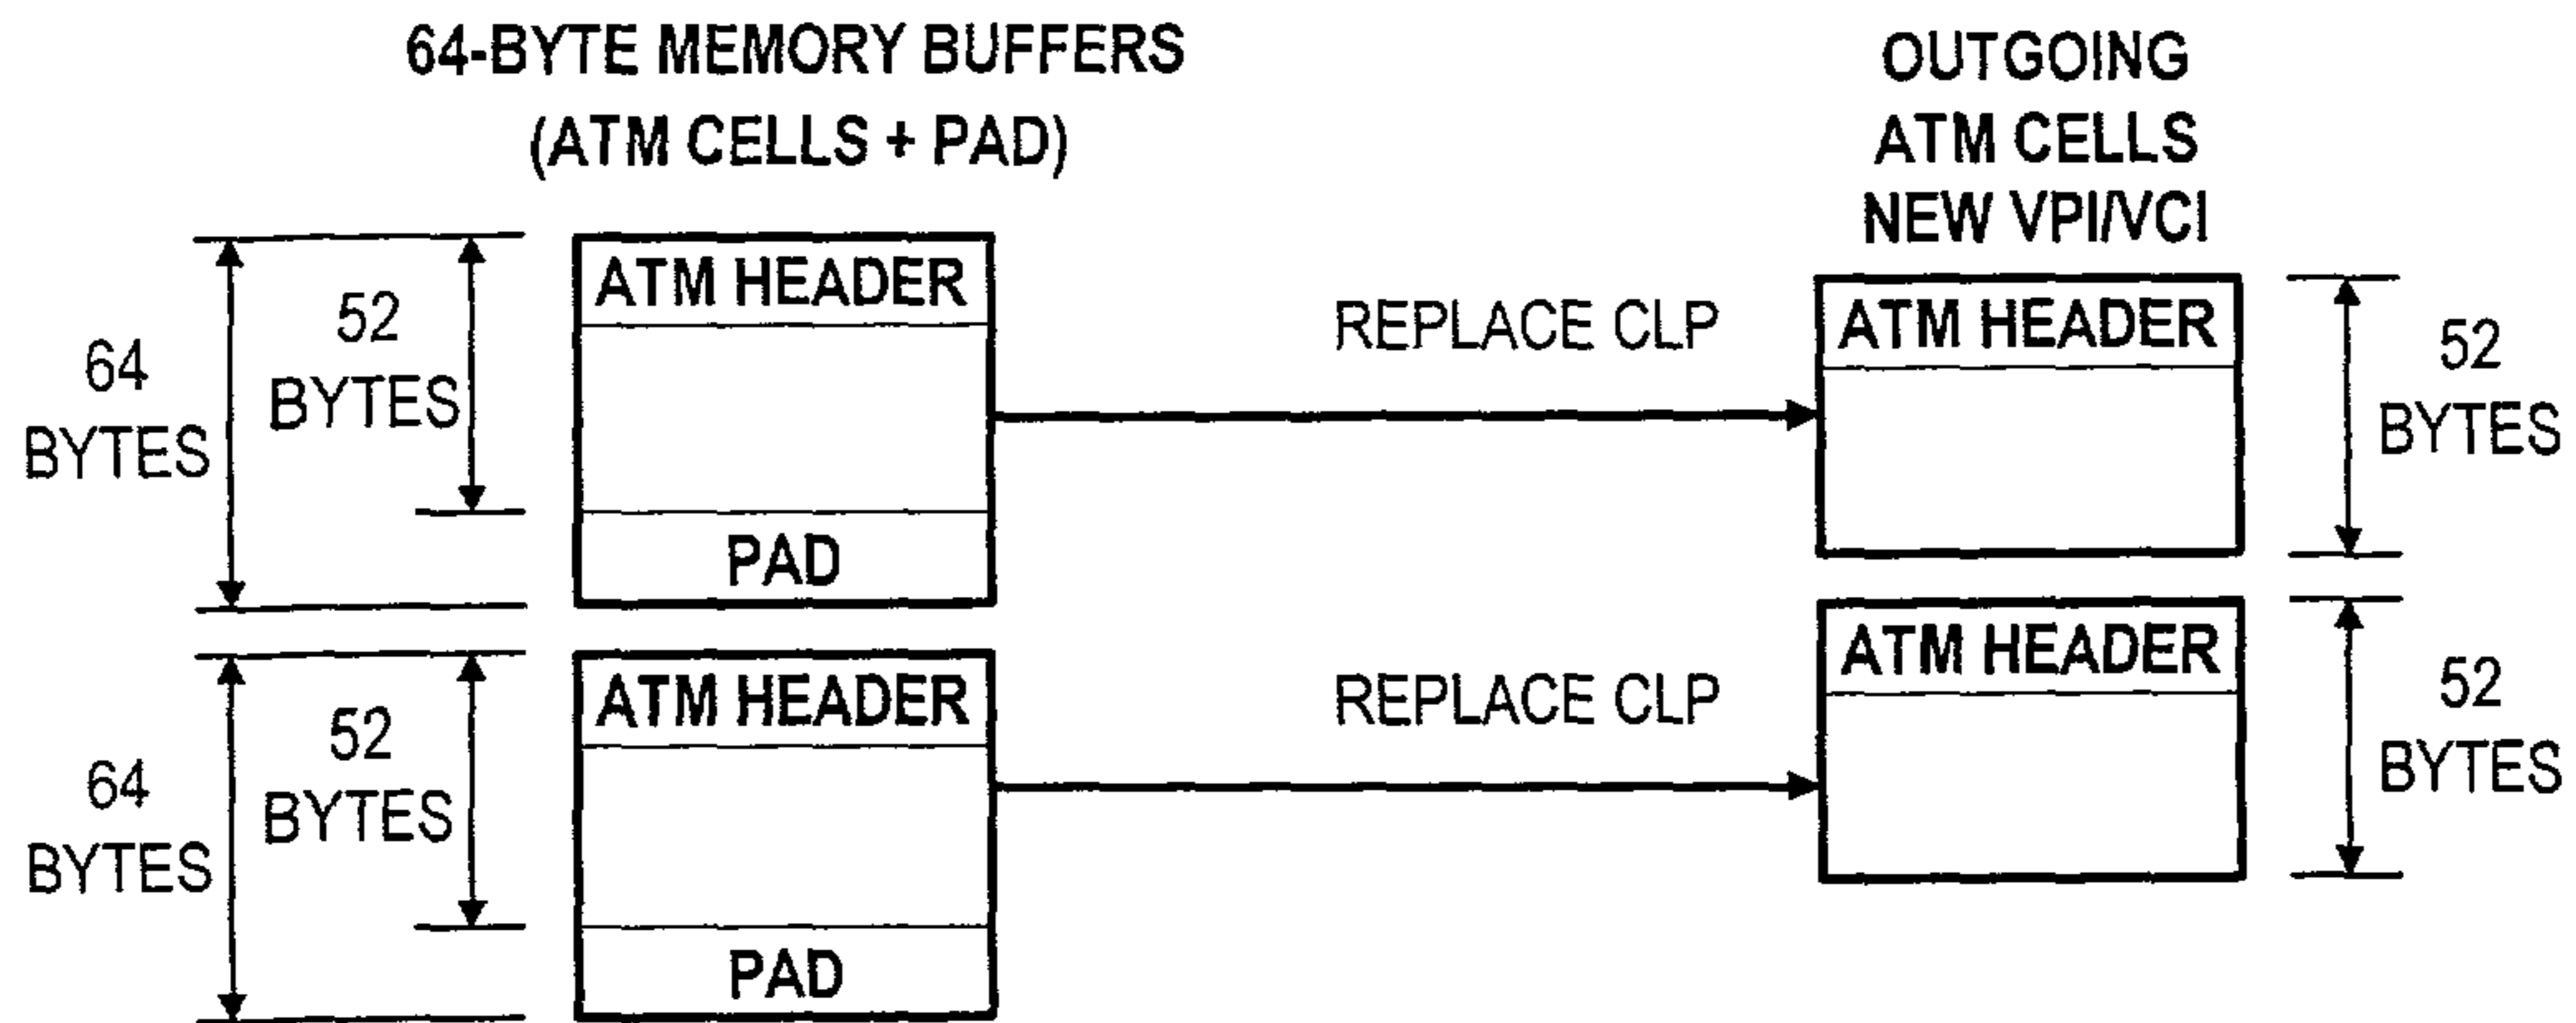 64-BYTE MEMORY BUFFERS
(ATM CELLS + PAD)
OUTGOING
ATM CELLS
NEW VPI/VCI
64
BYTES
52
BYTES
ATM HEADER
PAD
REPLACE CLP
ATM HEADER
52
BYTES
64
BYTES
52
BYTES
ATM HEADER
PAD
REPLACE CLP
ATM HEADER
52
BYTES